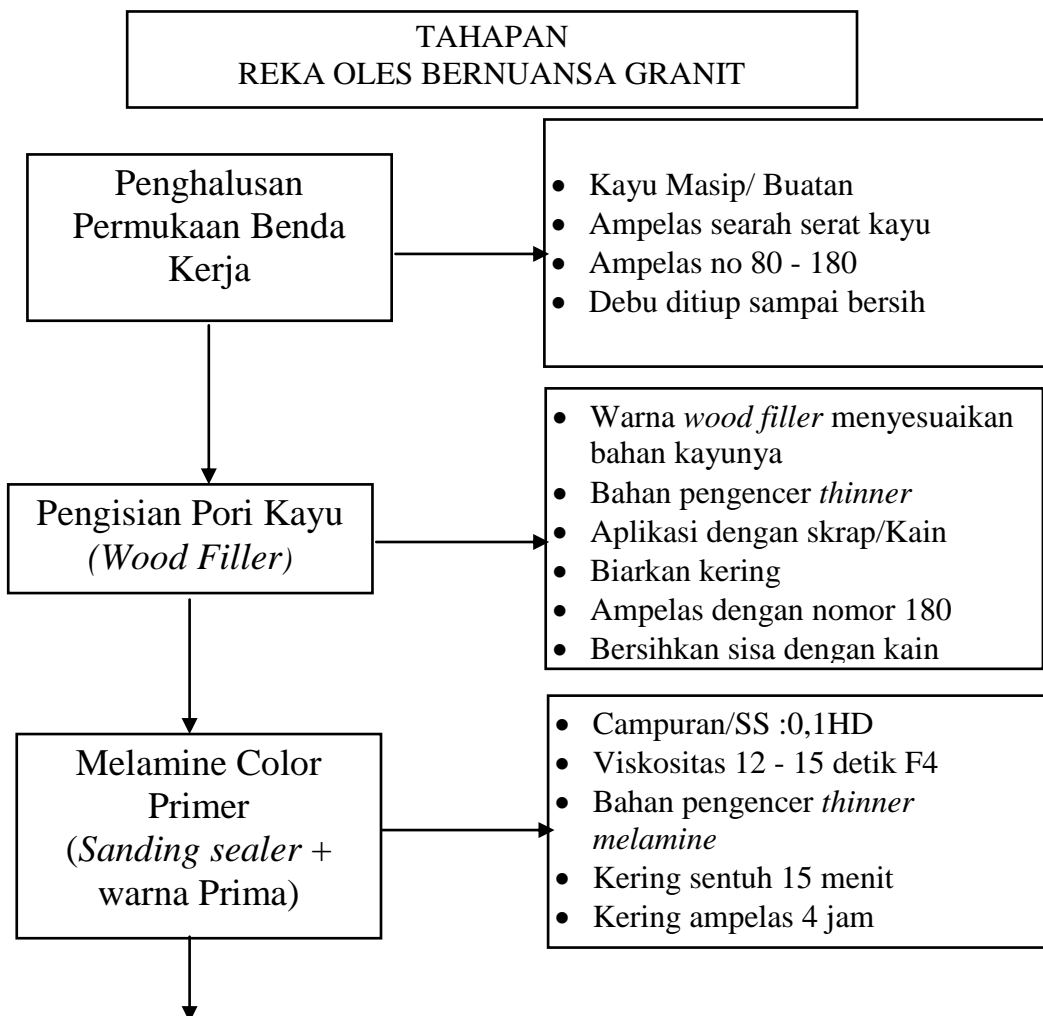 TAHAPAN
REKA OLES BERNUANSA GRANIT
Penghalusan
Permukaan Benda
Kerja
• Kayu Masip/ Buatan
• Ampelas searah serat kayu
• Ampelas no 80 - 180
• Debu ditiup sampai bersih
Pengisian Pori Kayu
(Wood Filler)
• Warna wood filler menyesuaikan
bahan kayunya
• Bahan pengencer thinner
• Aplikasi dengan skrap/Kain
• Biarkan kering
• Ampelas dengan nomor 180
• Bersihkan sisa dengan kain
Melamine Color
Primer
(Sanding sealer +
warna Prima)
• Campuran/SS :0,1HD
• Viskositas 12 - 15 detik F4
• Bahan pengencer thinner
melamine
• Kering sentuh 15 menit
• Kering ampelas 4 jam